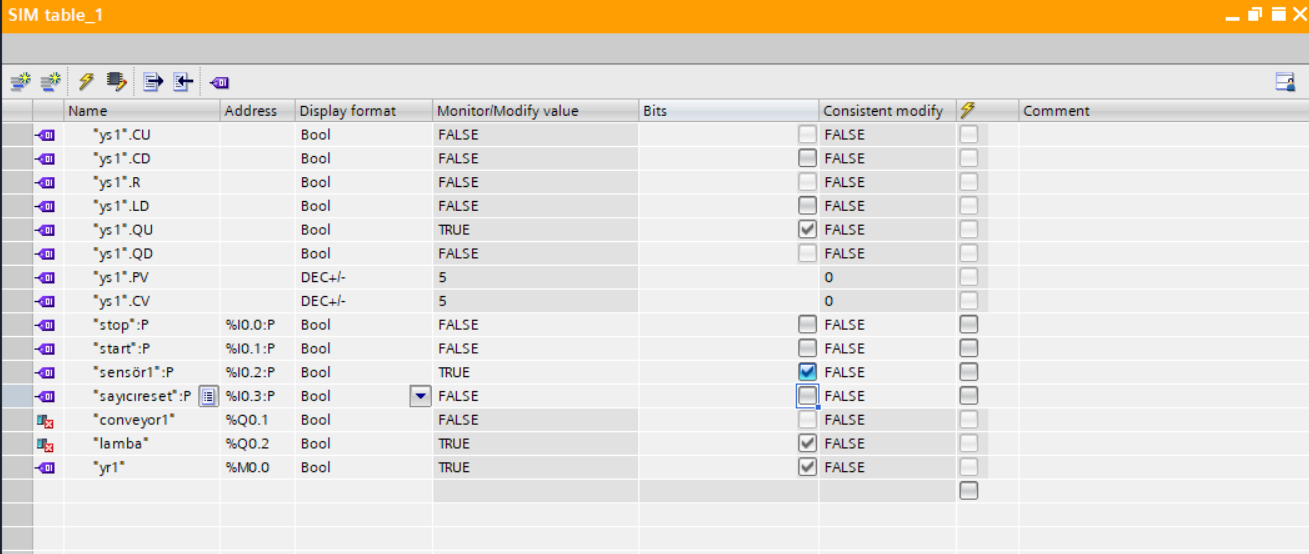 SIM table_1
Name Address Display format Monitor/Modify value Bits Consistent modify Comment
"ys1".CU Bool FALSE FALSE
"ys1".CD Bool FALSE FALSE
"ys1".R Bool FALSE FALSE
"ys1".LD Bool FALSE FALSE
"ys1".QU Bool TRUE FALSE
"ys1".QD Bool FALSE FALSE
"ys1".PV DEC+/- 5 0
"ys1".CV DEC+/- 5 0
"stop":P %I0.0:P Bool FALSE FALSE
"start":P %I0.1:P Bool FALSE FALSE
"sensör1":P %I0.2:P Bool TRUE FALSE
"sayıcıreset":P %I0.3:P Bool FALSE FALSE
"conveyor1" %Q0.1 Bool FALSE FALSE
"lamba" %Q0.2 Bool TRUE FALSE
"yr1" %M0.0 Bool TRUE FALSE